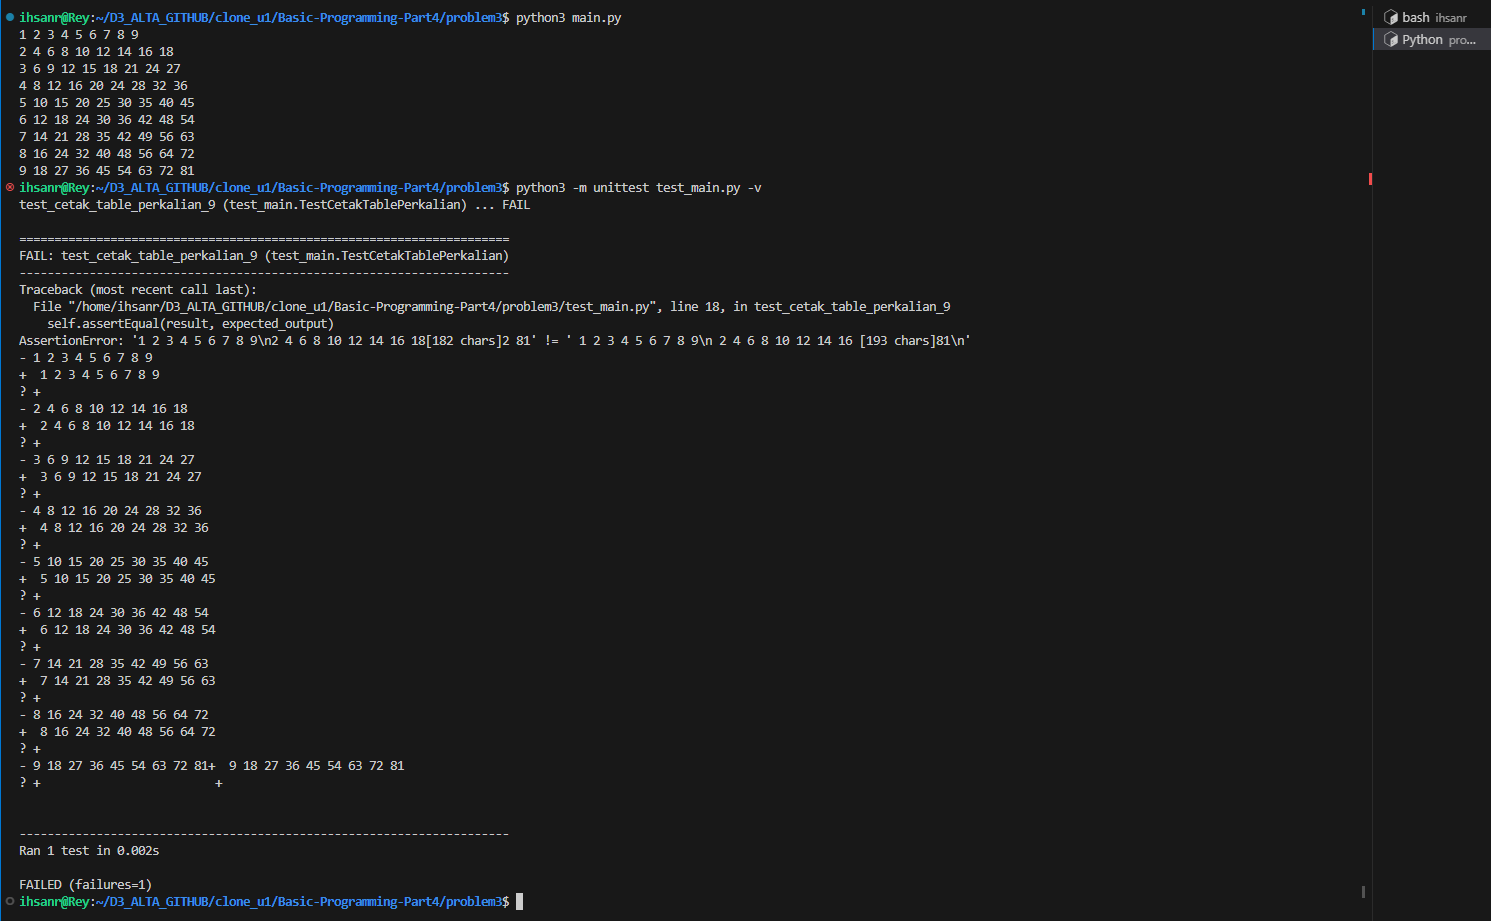 ihsanr@Rey:~/D3_ALTA_GITHUB/clone_u1/Basic-Programming-Part4/problem3$ python3 main.py
1 2 3 4 5 6 7 8 9
2 4 6 8 10 12 14 16 18
3 6 9 12 15 18 21 24 27
4 8 12 16 20 24 28 32 36
5 10 15 20 25 30 35 40 45
6 12 18 24 30 36 42 48 54
7 14 21 28 35 42 49 56 63
8 16 24 32 40 48 56 64 72
9 18 27 36 45 54 63 72 81
ihsanr@Rey:~/D3_ALTA_GITHUB/clone_u1/Basic-Programming-Part4/problem3$ python3 -m unittest test_main.py -v
test_cetak_table_perkalian_9 (test_main.TestCetakTablePerkalian) ... FAIL

======================================================================
FAIL: test_cetak_table_perkalian_9 (test_main.TestCetakTablePerkalian)
----------------------------------------------------------------------
Traceback (most recent call last):
  File "/home/ihsanr/D3_ALTA_GITHUB/clone_u1/Basic-Programming-Part4/problem3/test_main.py", line 18, in test_cetak_table_perkalian_9
    self.assertEqual(result, expected_output)
AssertionError: '1 2 3 4 5 6 7 8 9\n2 4 6 8 10 12 14 16 18[182 chars]2 81' != ' 1 2 3 4 5 6 7 8 9\n 2 4 6 8 10 12 14 16 [193 chars]81\n'
- 1 2 3 4 5 6 7 8 9
+  1 2 3 4 5 6 7 8 9
? +
- 2 4 6 8 10 12 14 16 18
+  2 4 6 8 10 12 14 16 18
? +
- 3 6 9 12 15 18 21 24 27
+  3 6 9 12 15 18 21 24 27
? +
- 4 8 12 16 20 24 28 32 36
+  4 8 12 16 20 24 28 32 36
? +
- 5 10 15 20 25 30 35 40 45
+  5 10 15 20 25 30 35 40 45
? +
- 6 12 18 24 30 36 42 48 54
+  6 12 18 24 30 36 42 48 54
? +
- 7 14 21 28 35 42 49 56 63
+  7 14 21 28 35 42 49 56 63
? +
- 8 16 24 32 40 48 56 64 72
+  8 16 24 32 40 48 56 64 72
? +
- 9 18 27 36 45 54 63 72 81+  9 18 27 36 45 54 63 72 81
? +                         +

----------------------------------------------------------------------
Ran 1 test in 0.002s

FAILED (failures=1)
ihsanr@Rey:~/D3_ALTA_GITHUB/clone_u1/Basic-Programming-Part4/problem3$
bash ihsanr
Python pro...